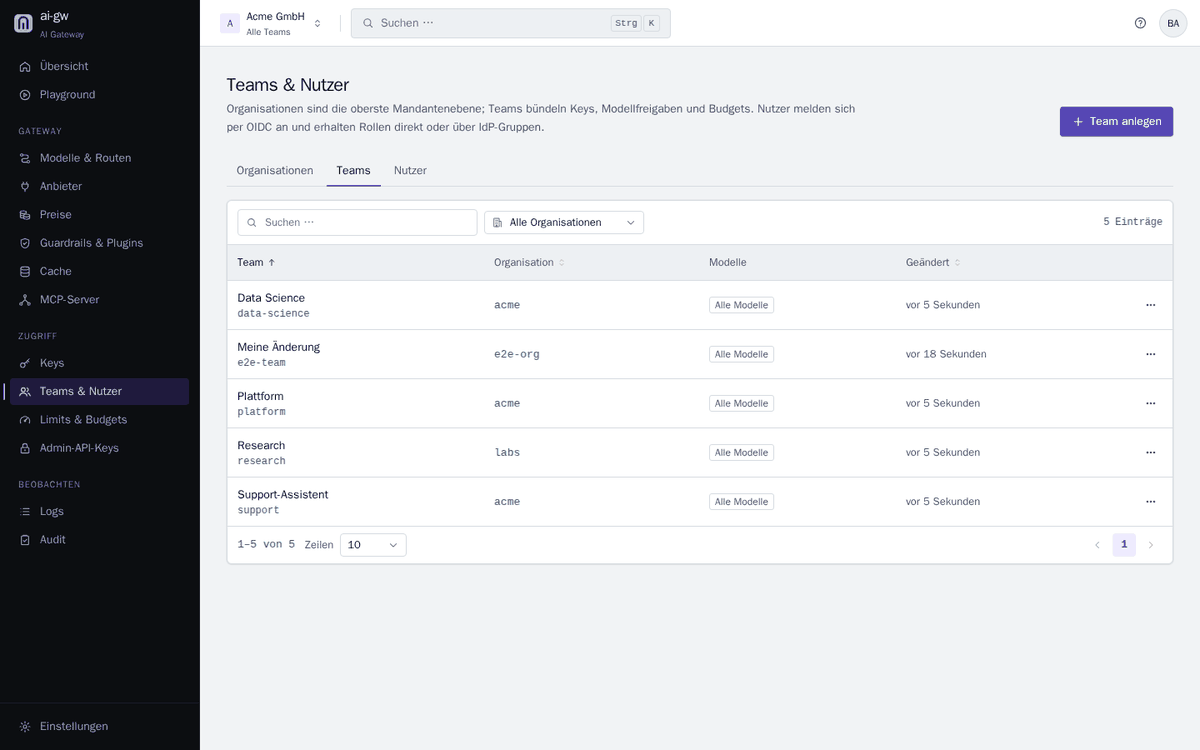 ai-gw
AI Gateway
Übersicht
Playground
GATEWAY
Modelle & Routen
Anbieter
Preise
Guardrails & Plugins
Cache
MCP-Server
ZUGRIFF
Keys
Teams & Nutzer
Limits & Budgets
Admin-API-Keys
BEOBACHTEN
Logs
Audit
Einstellungen
A Acme GmbH
Alle Teams
Suchen ··· Strg K
BA
Teams & Nutzer
Organisationen sind die oberste Mandantenebene; Teams bündeln Keys, Modellfreigaben und Budgets. Nutzer melden sich
per OIDC an und erhalten Rollen direkt oder über IdP-Gruppen.
+ Team anlegen
Organisationen Teams Nutzer
Suchen ··· Alle Organisationen 5 Einträge
Team ↑ Organisation Modelle Geändert
Data Science
data-science
acme Alle Modelle vor 5 Sekunden ···
Meine Änderung
e2e-team
e2e-org Alle Modelle vor 18 Sekunden ···
Plattform
platform
acme Alle Modelle vor 5 Sekunden ···
Research
research
labs Alle Modelle vor 5 Sekunden ···
Support-Assistent
support
acme Alle Modelle vor 5 Sekunden ···
1–5 von 5 Zeilen 10 ‹ 1 ›